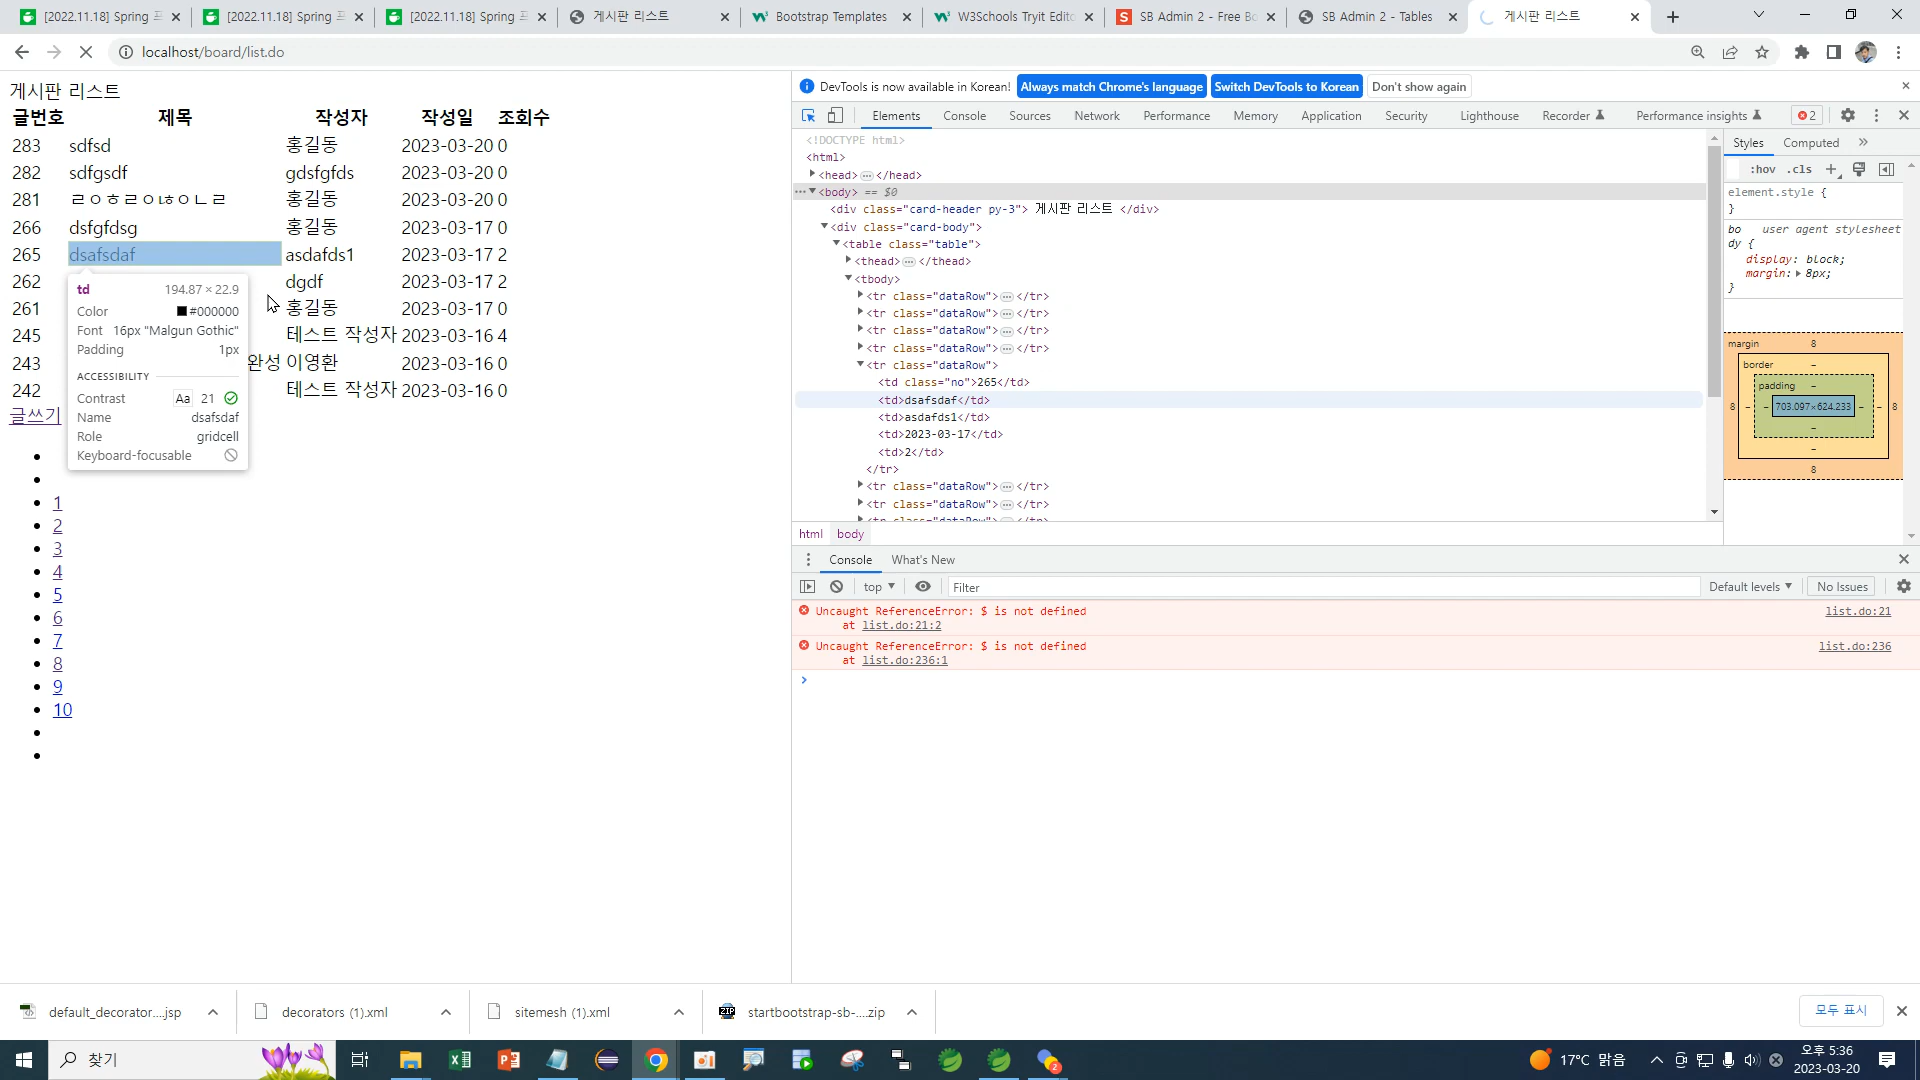 [2022.11.18] Spring 프
[2022.11.18] Spring 프
[2022.11.18] Spring 프
게시판 리스트
Bootstrap Templates
W3Schools Tryit Edito
SB Admin 2 - Free Bo
SB Admin 2 - Tables
게시판 리스트
localhost/board/list.do
게시판 리스트
글번호 제목 작성자 작성일 조회수
283 sdfsd 홍길동 2023-03-20 0
282 sdfgsdf gdsfgfds 2023-03-20 0
281 ㄹㅇㅎㄹㅇㄶㅇㄴㄹ 홍길동 2023-03-20 0
266 dsfgfdsg 홍길동 2023-03-17 0
265 dsafsdaf asdafds1 2023-03-17 2
262 dgdf 2023-03-17 2
261 홍길동 2023-03-17 0
245 테스트 작성자 2023-03-16 4
243 완성 이영환 2023-03-16 0
242 테스트 작성자 2023-03-16 0
글쓰기
td 194.87 × 22.9
Color #000000
Font 16px "Malgun Gothic"
Padding 1px
ACCESSIBILITY
Contrast Aa 21
Name dsafsdaf
Role gridcell
Keyboard-focusable
1
2
3
4
5
6
7
8
9
10
DevTools is now available in Korean! Always match Chrome's language Switch DevTools to Korean Don't show again
Elements Console Sources Network Performance Memory Application Security Lighthouse Recorder Performance insights 2
<!DOCTYPE html>
<html>
<head> ⋯ </head>
⋯ <body> == $0
<div class="card-header py-3"> 게시판 리스트 </div>
<div class="card-body">
<table class="table">
<thead> ⋯ </thead>
<tbody>
<tr class="dataRow"> ⋯ </tr>
<tr class="dataRow"> ⋯ </tr>
<tr class="dataRow"> ⋯ </tr>
<tr class="dataRow"> ⋯ </tr>
<tr class="dataRow">
<td class="no">265</td>
<td>dsafsdaf</td>
<td>asdafds1</td>
<td>2023-03-17</td>
<td>2</td>
</tr>
<tr class="dataRow"> ⋯ </tr>
<tr class="dataRow"> ⋯ </tr>
<tr class="dataRow"> ⋯ </tr>
html body
Styles Computed »
:hov .cls +
element.style {
}
bo user agent stylesheet
dy {
display: block;
margin: 8px;
}
margin 8
border –
padding –
8 – – 703.097×624.233 – – 8
–
–
8
Console What's New
top Filter Default levels No Issues
Uncaught ReferenceError: $ is not defined list.do:21
at list.do:21:2
Uncaught ReferenceError: $ is not defined list.do:236
at list.do:236:1
default_decorator....jsp
decorators (1).xml
sitemesh (1).xml
startbootstrap-sb-....zip
모두 표시
찾기
17°C 맑음
오후 5:36
2023-03-20